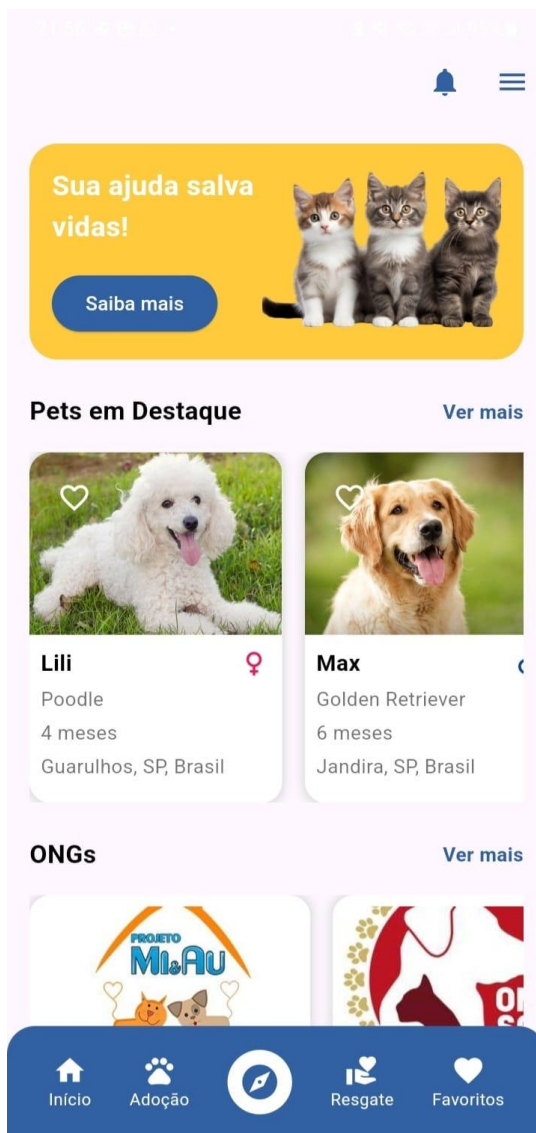 Sua ajuda salva
vidas!
Saiba mais
Pets em Destaque
Ver mais
Lili
Poodle
4 meses
Guarulhos, SP, Brasil
Max
Golden Retriever
6 meses
Jandira, SP, Brasil
ONGs
Ver mais
PROJETO
MI&AU
Início
Adoção
Resgate
Favoritos